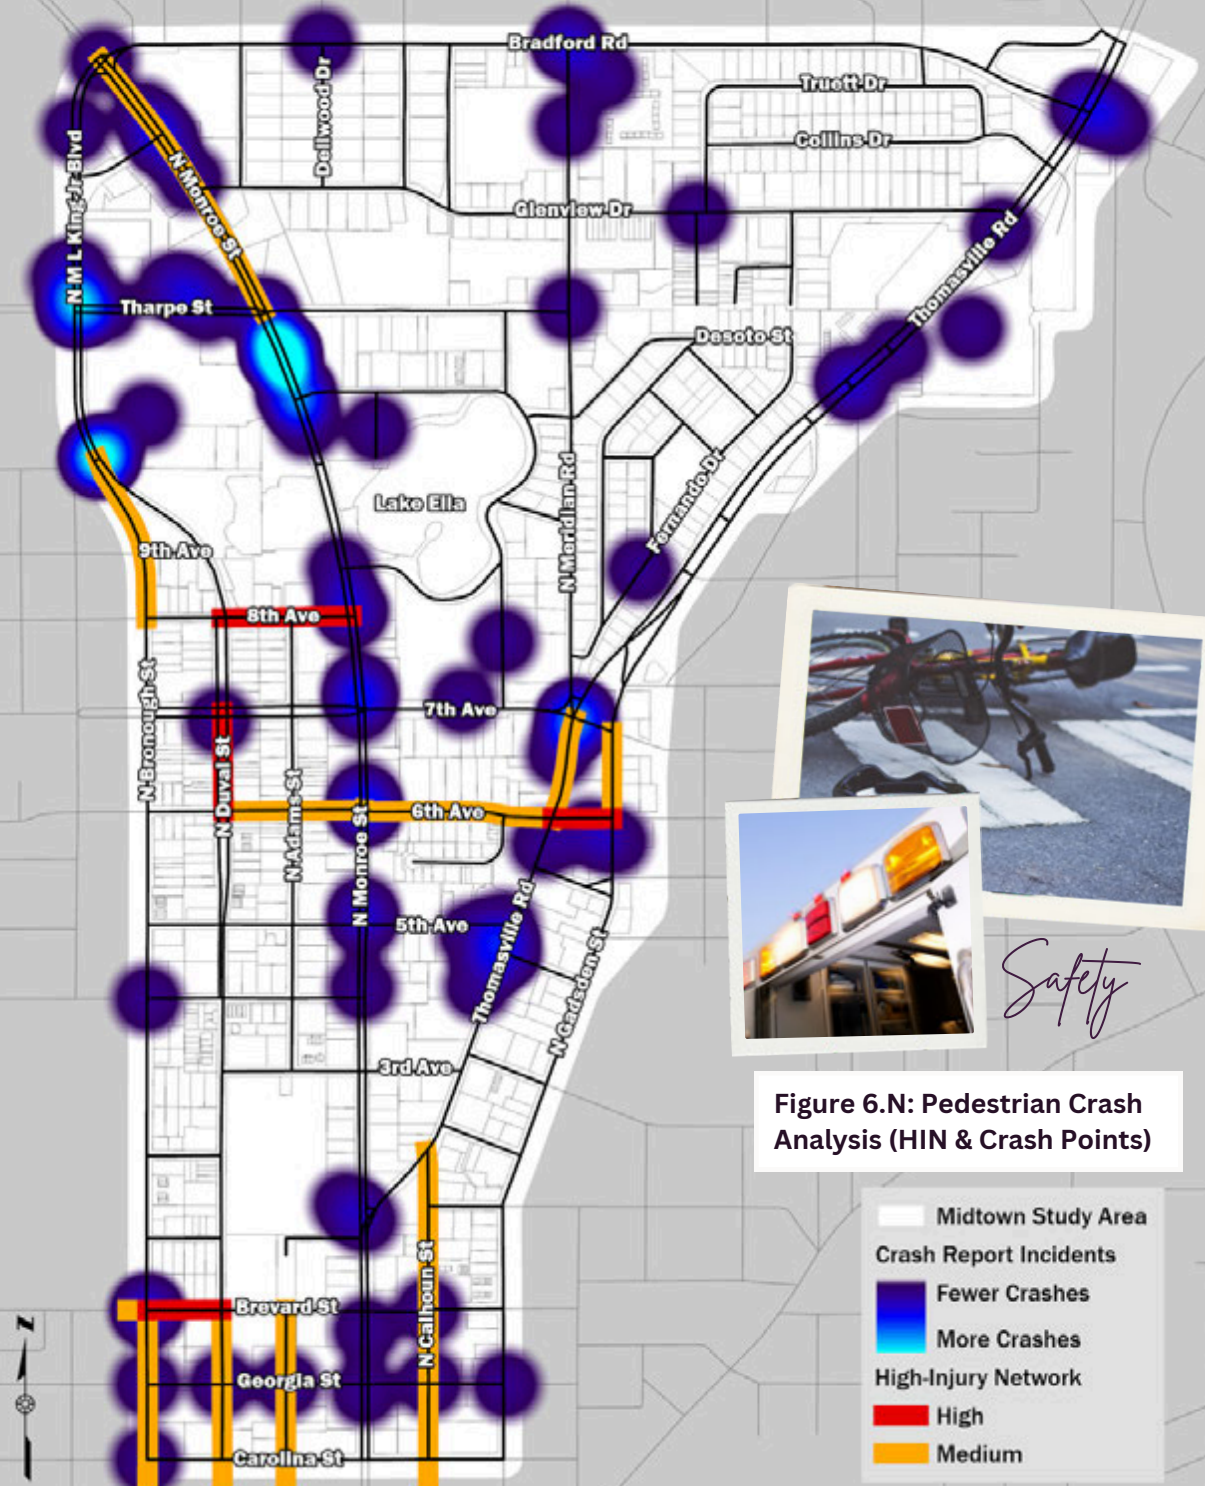 Bradford Rd
Truett Dr
Dellwood Dr
Collins Dr
N M L King Jr Blvd
N Monroe St
Glenview Dr
Thomasville Rd
Tharpe St
Desoto St
Lake Ella
N Meridian Rd
Fernando Dr
9th Ave
8th Ave
7th Ave
N Bronough St
N Duval St
N Adams St
6th Ave
N Monroe St
5th Ave
Thomasville Rd
N Gadsden St
Safety
3rd Ave
Figure 6.N: Pedestrian Crash
Analysis (HIN & Crash Points)
Midtown Study Area
Crash Report Incidents
Fewer Crashes
More Crashes
High-Injury Network
High
Medium
N Calhoun St
Brevard St
Georgia St
Carolina St
N